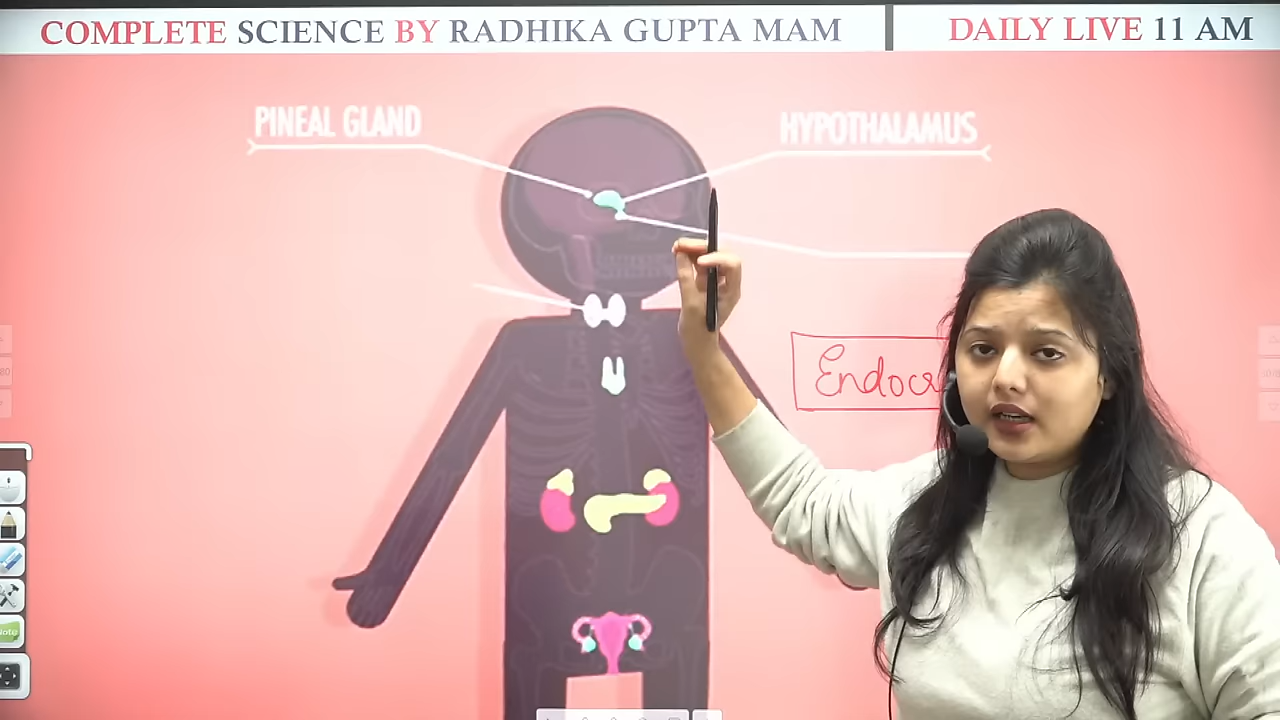 COMPLETE SCIENCE BY RADHIKA GUPTA MAM
DAILY LIVE 11 AM
PINEAL GLAND
HYPOTHALAMUS